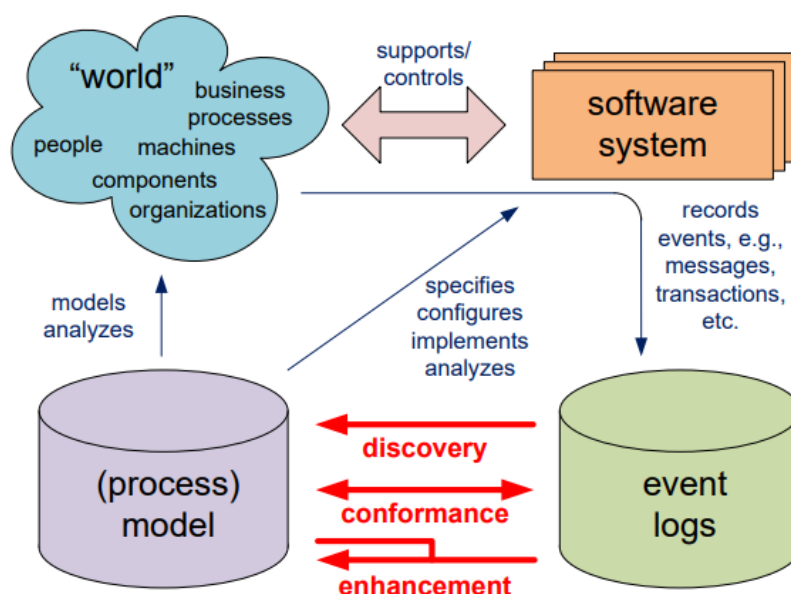 “world”
business
processes
people
machines
components
organizations
supports/
controls
software
system
records
events, e.g.,
messages,
transactions,
etc.
models
analyzes
specifies
configures
implements
analyzes
(process)
model
discovery
conformance
enhancement
event
logs